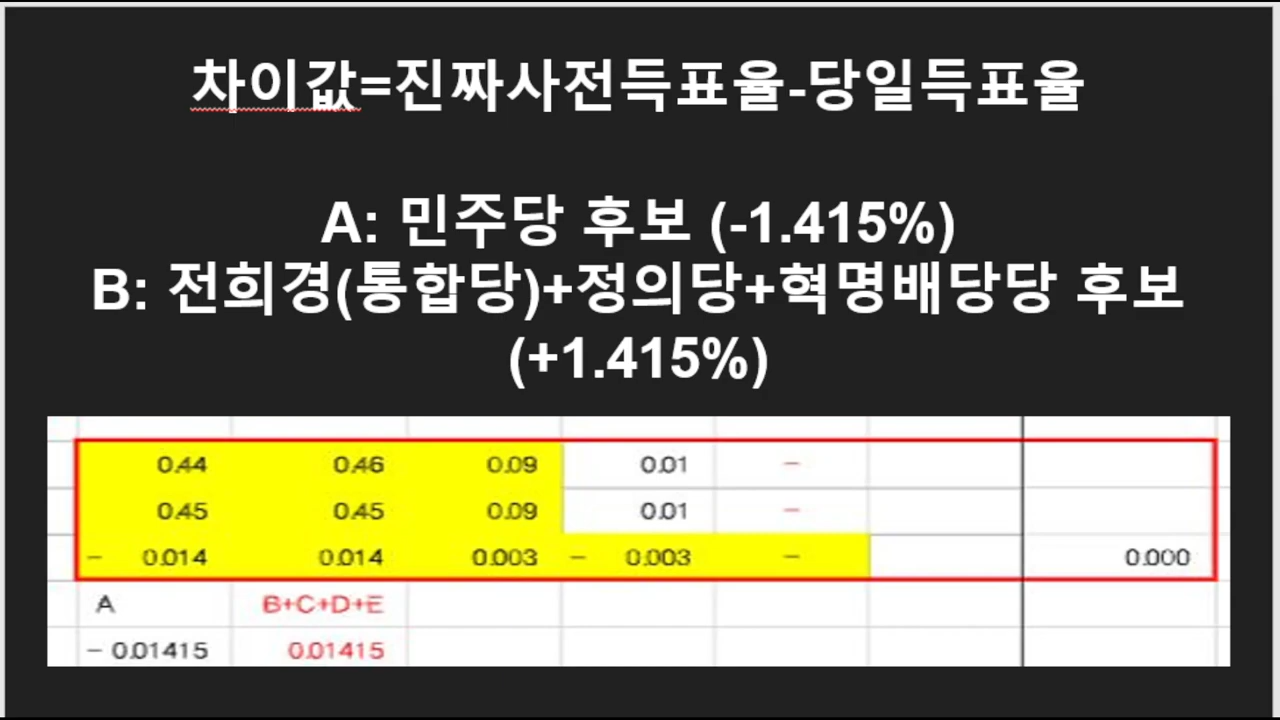 차이값=진짜사전득표율-당일득표율
A: 민주당 후보 (-1.415%)
B: 전희경(통합당)+정의당+혁명배당당 후보
(+1.415%)
0.44 0.46 0.09 0.01 –
0.45 0.45 0.09 0.01 –
– 0.014 0.014 0.003 – 0.003 – 0.000
A B+C+D+E
– 0.01415 0.01415